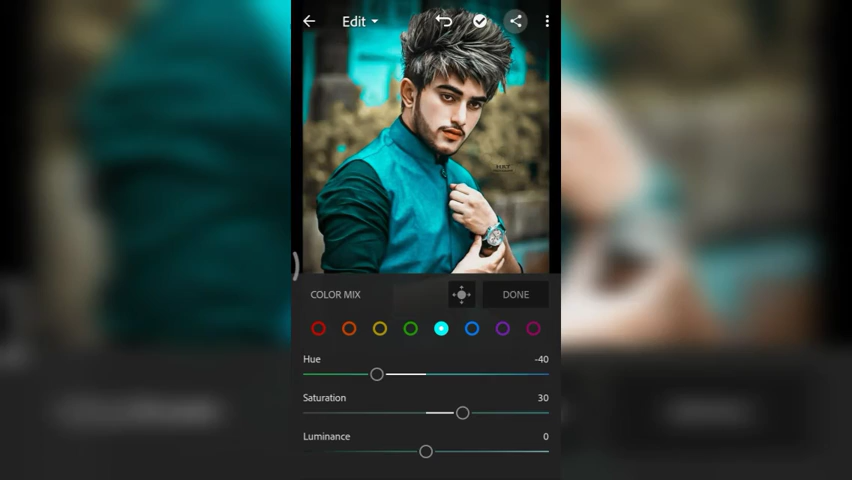 Edit
COLOR MIX
DONE
Hue
-40
Saturation
30
Luminance
0